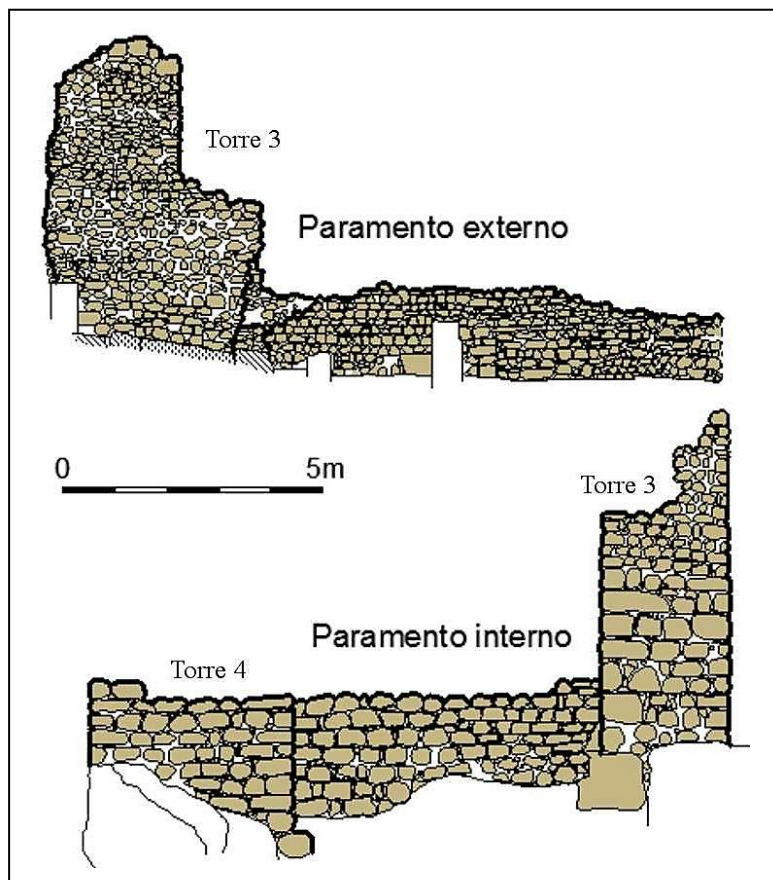 Torre 3
Paramento externo
0 5m
Torre 3
Paramento interno
Torre 4